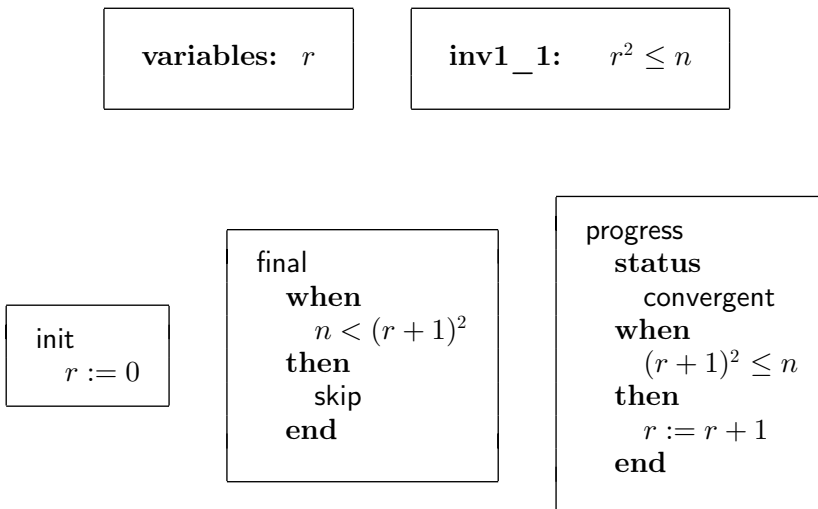 variables: r
inv1_1: r² ≤ n
init
r := 0
final
when
n < (r + 1)²
then
skip
end
progress
status
convergent
when
(r + 1)² ≤ n
then
r := r + 1
end